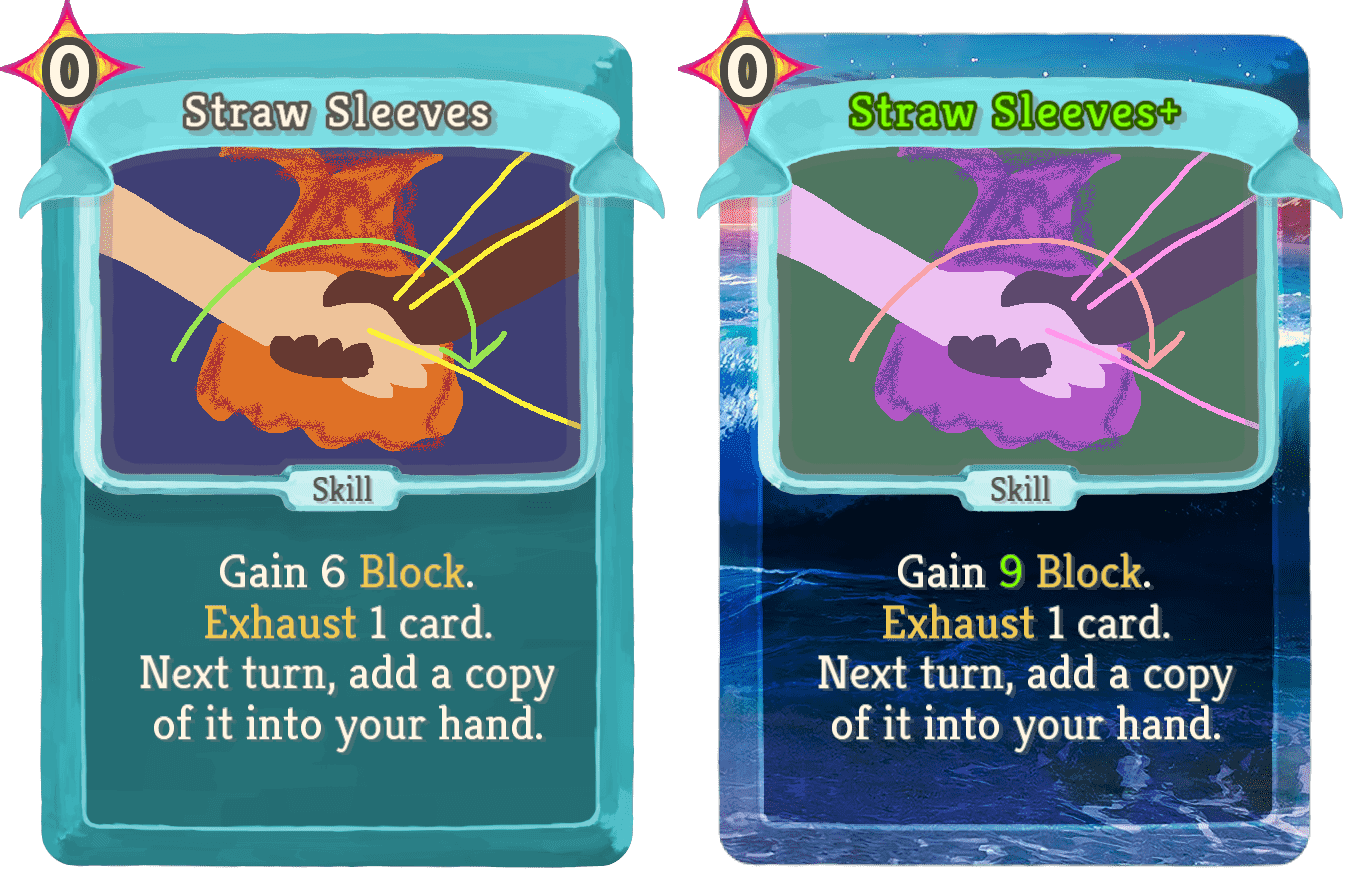 0
Straw Sleeves
Skill
Gain 6 Block.
Exhaust 1 card.
Next turn, add a copy
of it into your hand.
0
Straw Sleeves+
Skill
Gain 9 Block.
Exhaust 1 card.
Next turn, add a copy
of it into your hand.